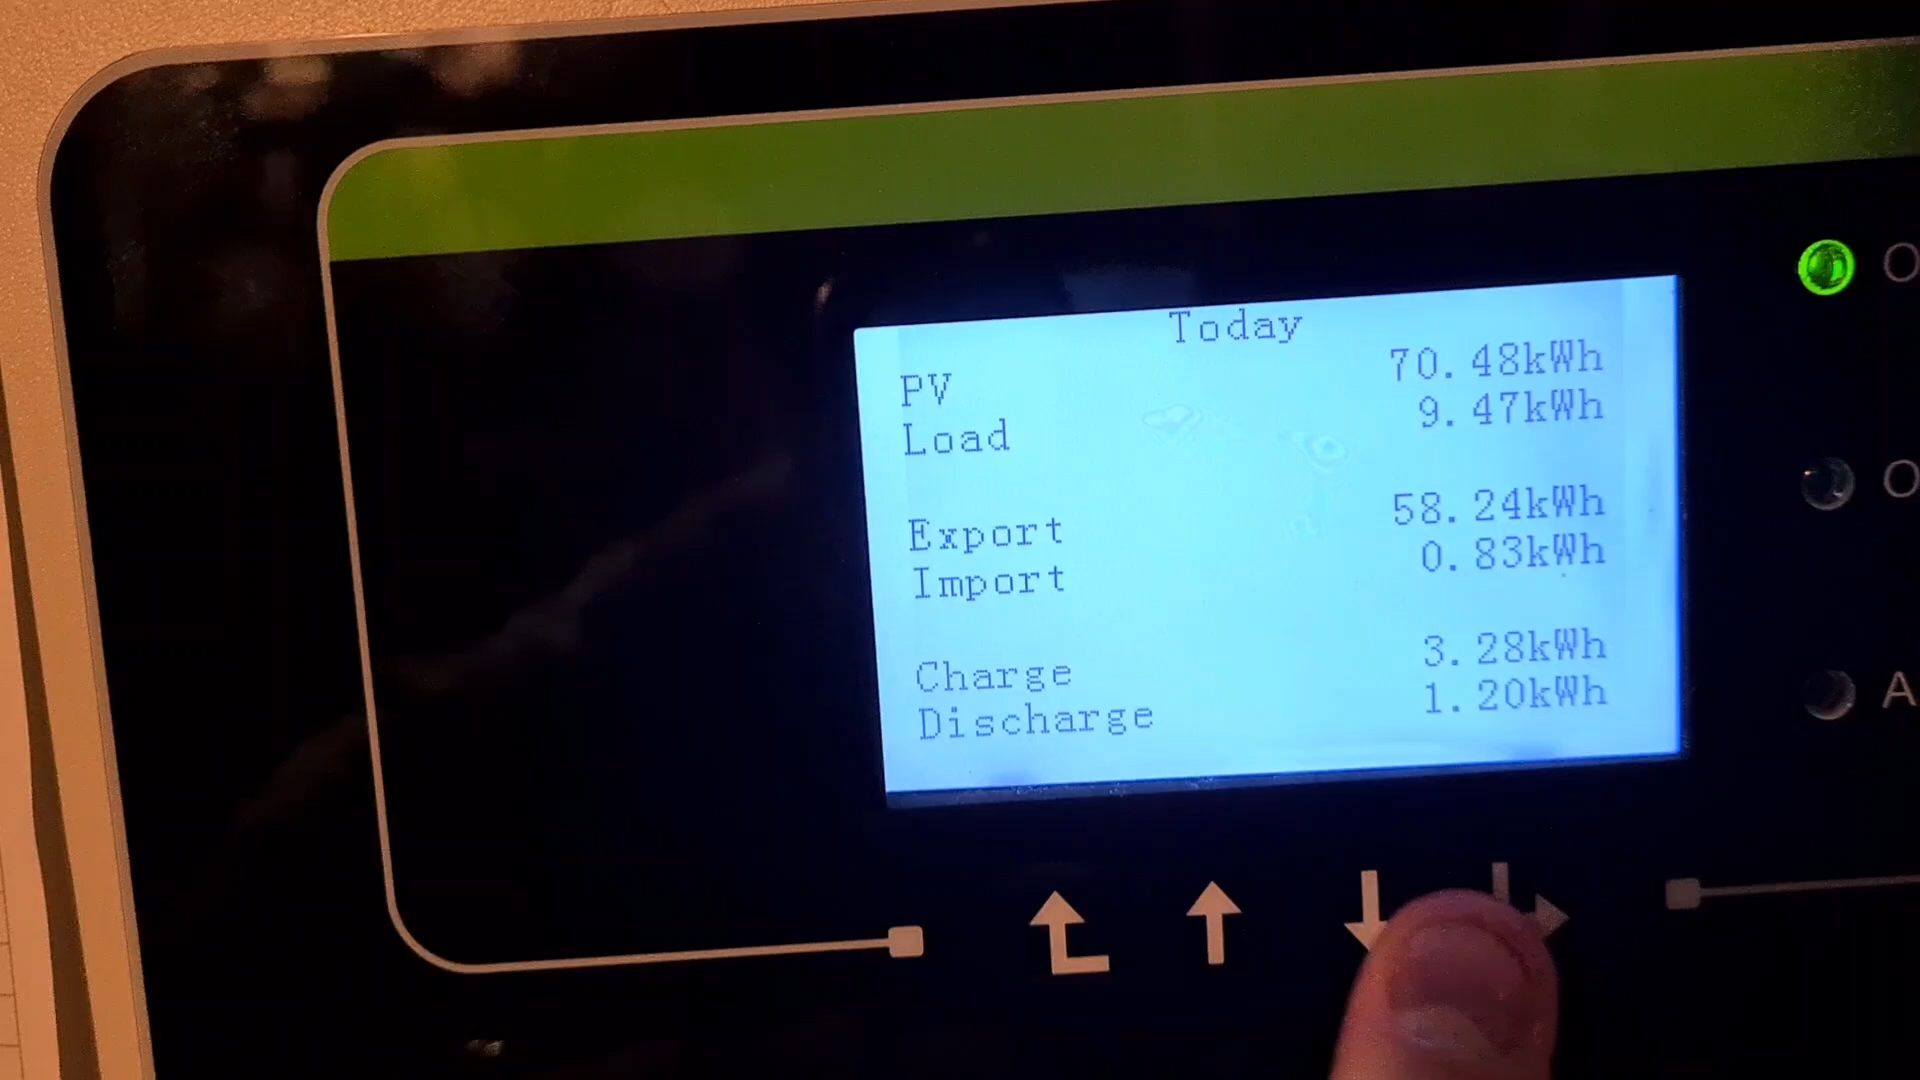 Today
PV 70.48kWh
Load 9.47kWh
Export 58.24kWh
Import 0.83kWh
Charge 3.28kWh
Discharge 1.20kWh